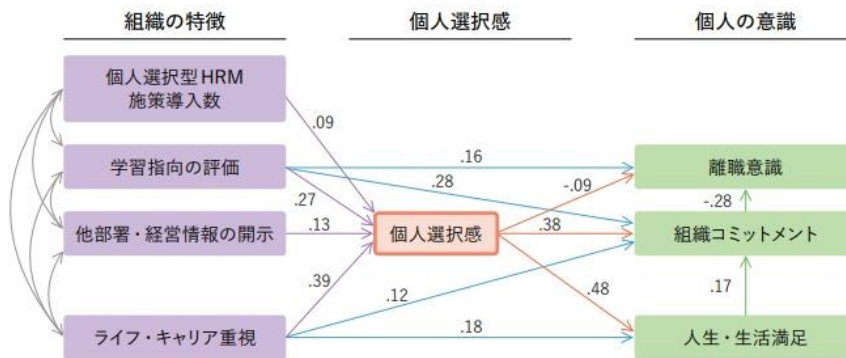 組織の特徴
個人選択感
個人の意識
個人選択型HRM
施策導入数
.09
学習指向の評価
.16
離職意識
.28
-.09
.27
-.28
他部署・経営情報の開示
.13
個人選択感
.38
組織コミットメント
.39
.12
.48
.17
ライフ・キャリア重視
.18
人生・生活満足